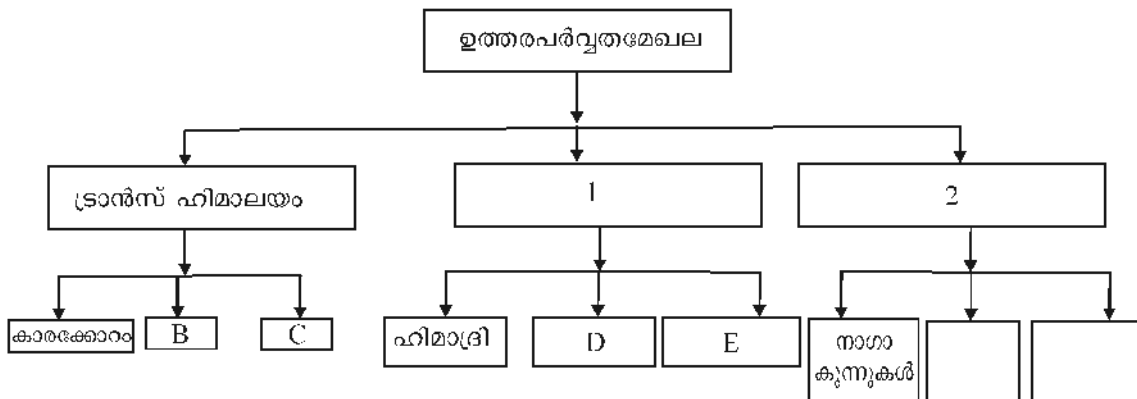 ഉത്തരപർവ്വതമേഖല
ട്രാൻസ് ഹിമാലയം
1
2
കാരക്കോറം
B
C
ഹിമാദ്രി
D
E
നാഗാ
കുന്നുകൾ